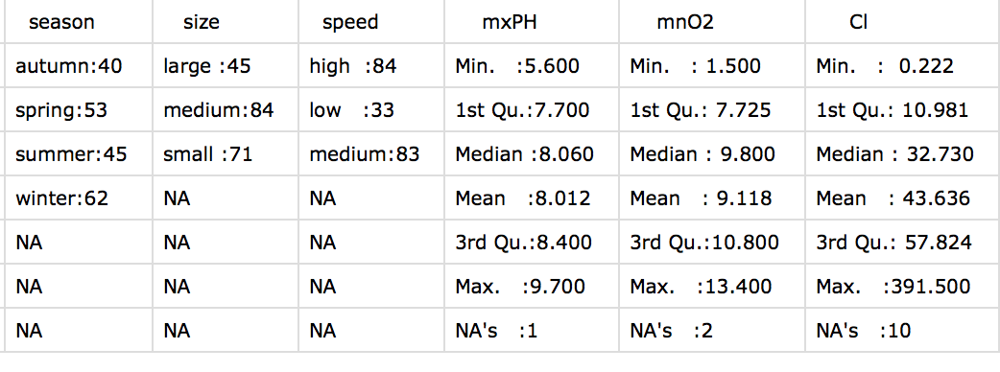 season size speed mxPH mnO2 Cl
autumn:40 large :45 high :84 Min. :5.600 Min. : 1.500 Min. : 0.222
spring:53 medium:84 low :33 1st Qu.:7.700 1st Qu.: 7.725 1st Qu.: 10.981
summer:45 small :71 medium:83 Median :8.060 Median : 9.800 Median : 32.730
winter:62 NA NA Mean :8.012 Mean : 9.118 Mean : 43.636
NA NA NA 3rd Qu.:8.400 3rd Qu.:10.800 3rd Qu.: 57.824
NA NA NA Max. :9.700 Max. :13.400 Max. :391.500
NA NA NA NA's :1 NA's :2 NA's :10